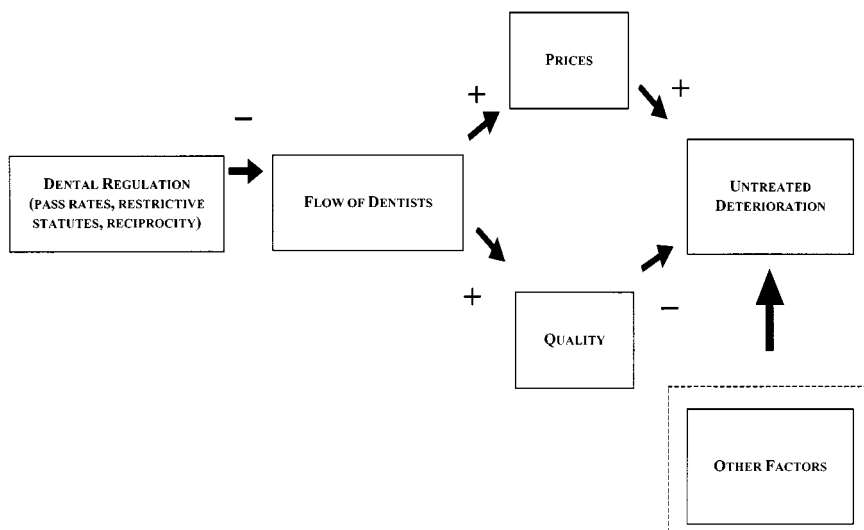 PRICES
+
+
−
DENTAL REGULATION
(PASS RATES, RESTRICTIVE
STATUTES, RECIPROCITY)
FLOW OF DENTISTS
UNTREATED
DETERIORATION
+
−
QUALITY
OTHER FACTORS